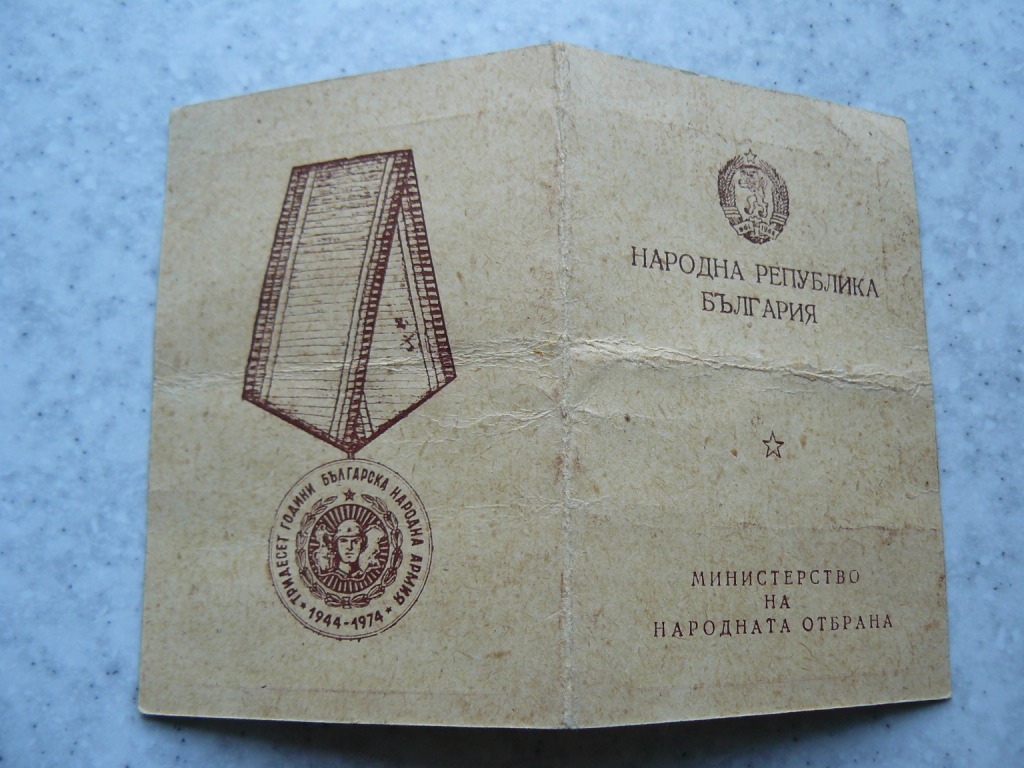 ТРИДЕСЕТ ГОДИНИ БЪЛГАРСКА НАРОДНА АРМИЯ
★ 1944-1974 ★
НАРОДНА РЕПУБЛИКА
БЪЛГАРИЯ
МИНИСТЕРСТВО
НА
НАРОДНАТА ОТБРАНА